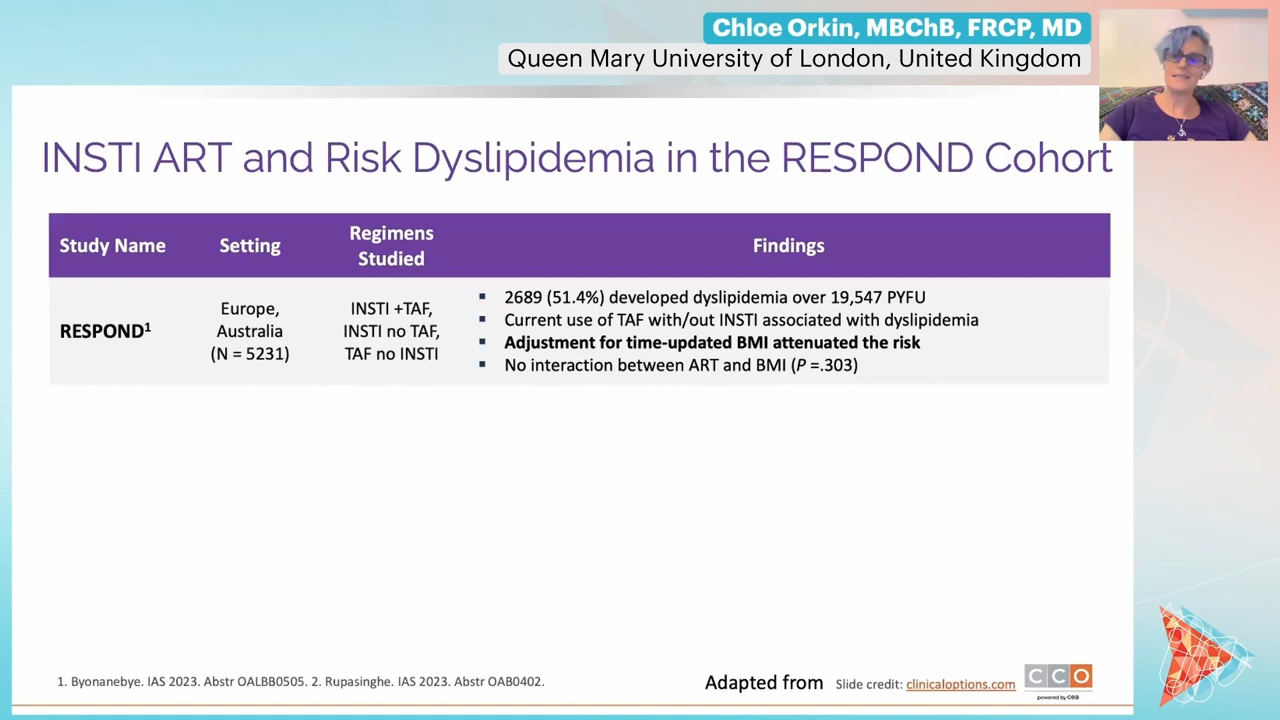 Chloe Orkin, MBChB, FRCP, MD
Queen Mary University of London, United Kingdom
INSTI ART and Risk Dyslipidemia in the RESPOND Cohort
Study Name
Setting
Regimens
Studied
Findings
RESPOND1
Europe,
Australia
(N = 5231)
INSTI +TAF,
INSTI no TAF,
TAF no INSTI
▪ 2689 (51.4%) developed dyslipidemia over 19,547 PYFU
▪ Current use of TAF with/out INSTI associated with dyslipidemia
▪ Adjustment for time-updated BMI attenuated the risk
▪ No interaction between ART and BMI (P =.303)
1. Byonanebye. IAS 2023. Abstr OALBB0505. 2. Rupasinghe. IAS 2023. Abstr OAB0402.
Adapted from
Slide credit: clinicaloptions.com
CCO
powered by cea